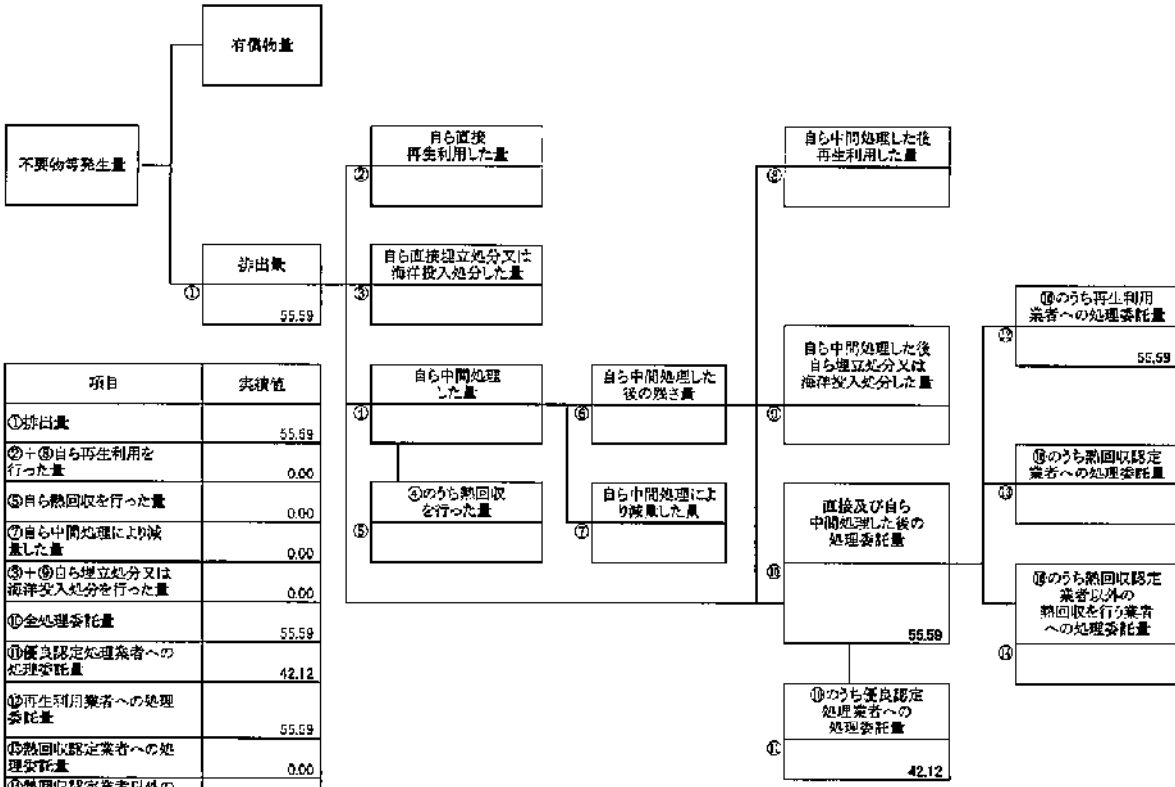 有償物量
不要物等発生量
自ら直接
再生利用した量
②
自ら中間処理した後
再生利用した量
⑧
排出量
①
55.59
自ら直接埋立処分又は
海洋投入処分した量
③
⑩のうち再生利用
業者への処理委託量
⑫
55.59
自ら中間処理
した量
④
自ら中間処理した
後の残さ量
⑥
自ら中間処理した後
自ら埋立処分又は
海洋投入処分した量
⑨
⑩のうち熱回収認定
業者への処理委託量
⑬
④のうち熱回収
を行った量
⑤
自ら中間処理によ
り減量した量
⑦
直接及び自ら
中間処理した後の
処理委託量
⑩
55.59
⑩のうち熱回収認定
業者以外の
熱回収を行う業者
への処理委託量
⑭
⑩のうち優良認定
処理業者への
処理委託量
⑪
42.12
項目
実績値
①排出量
55.59
②+⑧自ら再生利用を
行った量
0.00
⑤自ら熱回収を行った量
0.00
⑦自ら中間処理により減
量した量
0.00
③+⑨自ら埋立処分又は
海洋投入処分を行った量
0.00
⑩全処理委託量
55.59
⑪優良認定処理業者への
処理委託量
42.12
⑫再生利用業者への処理
委託量
55.59
⑬熱回収認定業者への処
理委託量
0.00
⑭熱回収認定業者以外の